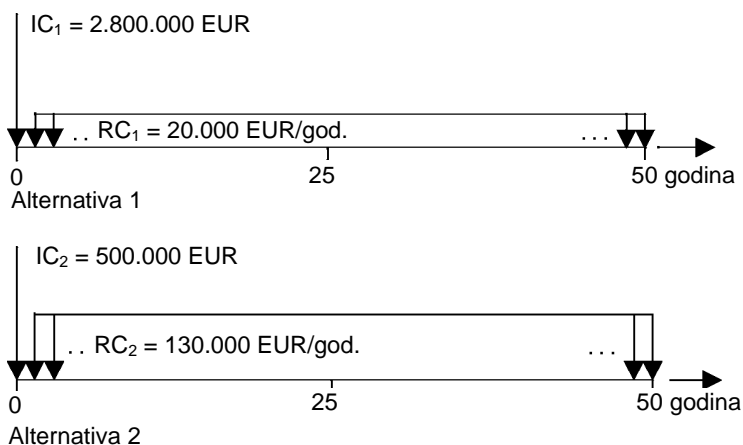 IC₁ = 2.800.000 EUR
. . RC₁ = 20.000 EUR/god. . . .
0 25 50 godina
Alternativa 1
IC₂ = 500.000 EUR
. . RC₂ = 130.000 EUR/god. . . .
0 25 50 godina
Alternativa 2